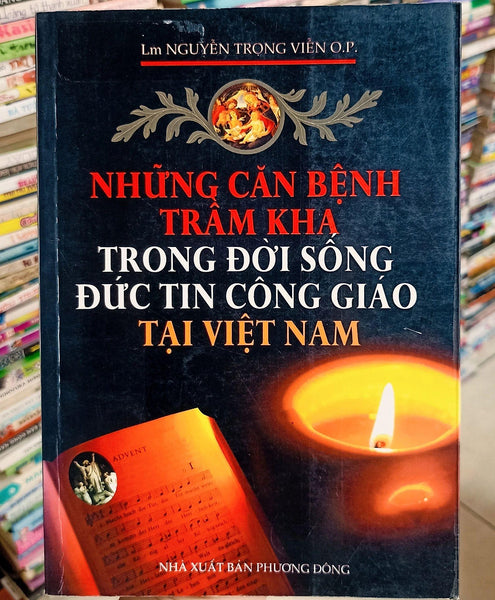 Lm NGUYỄN TRỌNG VIỄN O.P.
NHỮNG CĂN BỆNH
TRẦM KHA
TRONG ĐỜI SỐNG
ĐỨC TIN CÔNG GIÁO
TẠI VIỆT NAM
ADVENT
I
NHÀ XUẤT BẢN PHƯƠNG ĐÔNG